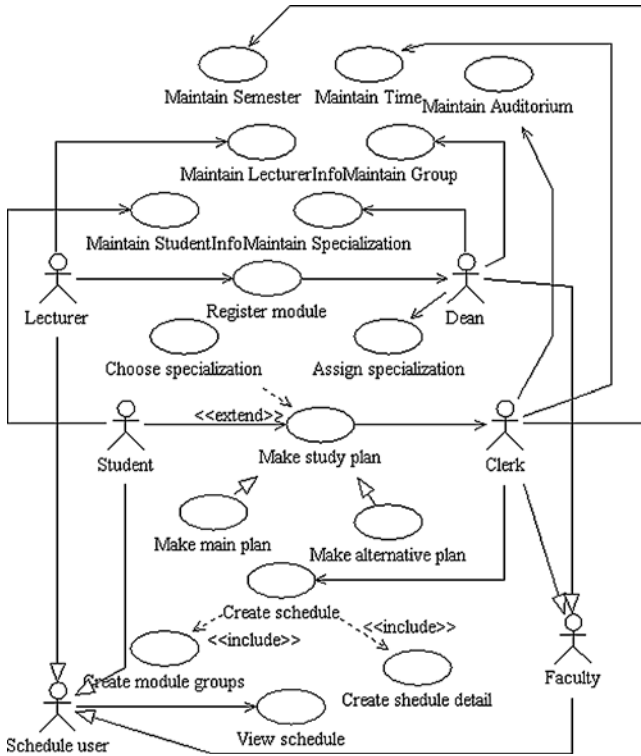 Maintain Semester
Maintain Time
Maintain Auditorium
Maintain LecturerInfo
Maintain Group
Maintain StudentInfo
Maintain Specialization
Lecturer
Register module
Dean
Choose specialization
Assign specialization
<<extend>>
Student
Make study plan
Clerk
Make main plan
Make alternative plan
Create schedule
<<include>>
<<include>>
Create module groups
Create shedule detail
Faculty
Schedule user
View schedule